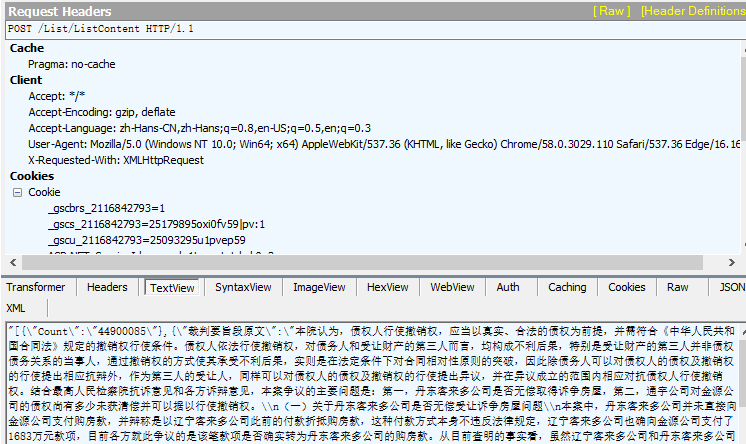 Request Headers [ Raw ] [Header Definitions
POST /List/ListContent HTTP/1.1
Cache
Pragma: no-cache
Client
Accept: */*
Accept-Encoding: gzip, deflate
Accept-Language: zh-Hans-CN,zh-Hans;q=0.8,en-US;q=0.5,en;q=0.3
User-Agent: Mozilla/5.0 (Windows NT 10.0; Win64; x64) AppleWebKit/537.36 (KHTML, like Gecko) Chrome/58.0.3029.110 Safari/537.36 Edge/16.16
X-Requested-With: XMLHttpRequest
Cookies
Cookie
_gscbrs_2116842793=1
_gscs_2116842793=25179895oxi0fv59|pv:1
_gscu_2116842793=25093295u1pvep59
Transformer Headers TextView SyntaxView ImageView HexView WebView Auth Caching Cookies Raw JSON
XML
"[{\"Count\":\"44900085\"},{\"裁判要旨段原文\":\"本院认为，债权人行使撤销权，应当以真实、合法的债权为前提，并需符合《中华人民共和
国合同法》规定的撤销权行使条件。债权人依法行使撤销权，对债务人和受让财产的第三人而言，均构成不利后果，特别是受让财产的第三人并非债权
债务关系的当事人，通过撤销权的方式使其承受不利后果，实则是在法定条件下对合同相对性原则的突破，因此除债务人可以对债权人的债权及撤销权
的行使提出相应抗辩外，作为第三人的受让人，同样可以对债权人的债权及撤销权的行使提出异议，并在异议成立的范围内相应对抗债权人行使撤销
权。结合最高人民检察院抗诉意见和各方诉辩意见，本案争议的主要问题是：第一，丹东客来多公司是否无偿受让诉争房屋，第二，通宇公司对金源公
司的债权尚有多少未获清偿并可以据以行使撤销权。\\n（一）关于丹东客来多公司是否无偿受让诉争房屋问题\\n本案中，丹东客来多公司并未直接向
金源公司支付购房款，并辩称是以辽宁客来多公司此前的付款折抵购房款，这种付款方式本身不违反法律规定，辽宁客来多公司也确向金源公司支付了
1683万元款项，目前各方就此争议的是该笔款项是否确实转为丹东客来多公司的购房款。从目前查明的事实看，虽然辽宁客来多公司和丹东客来多公司